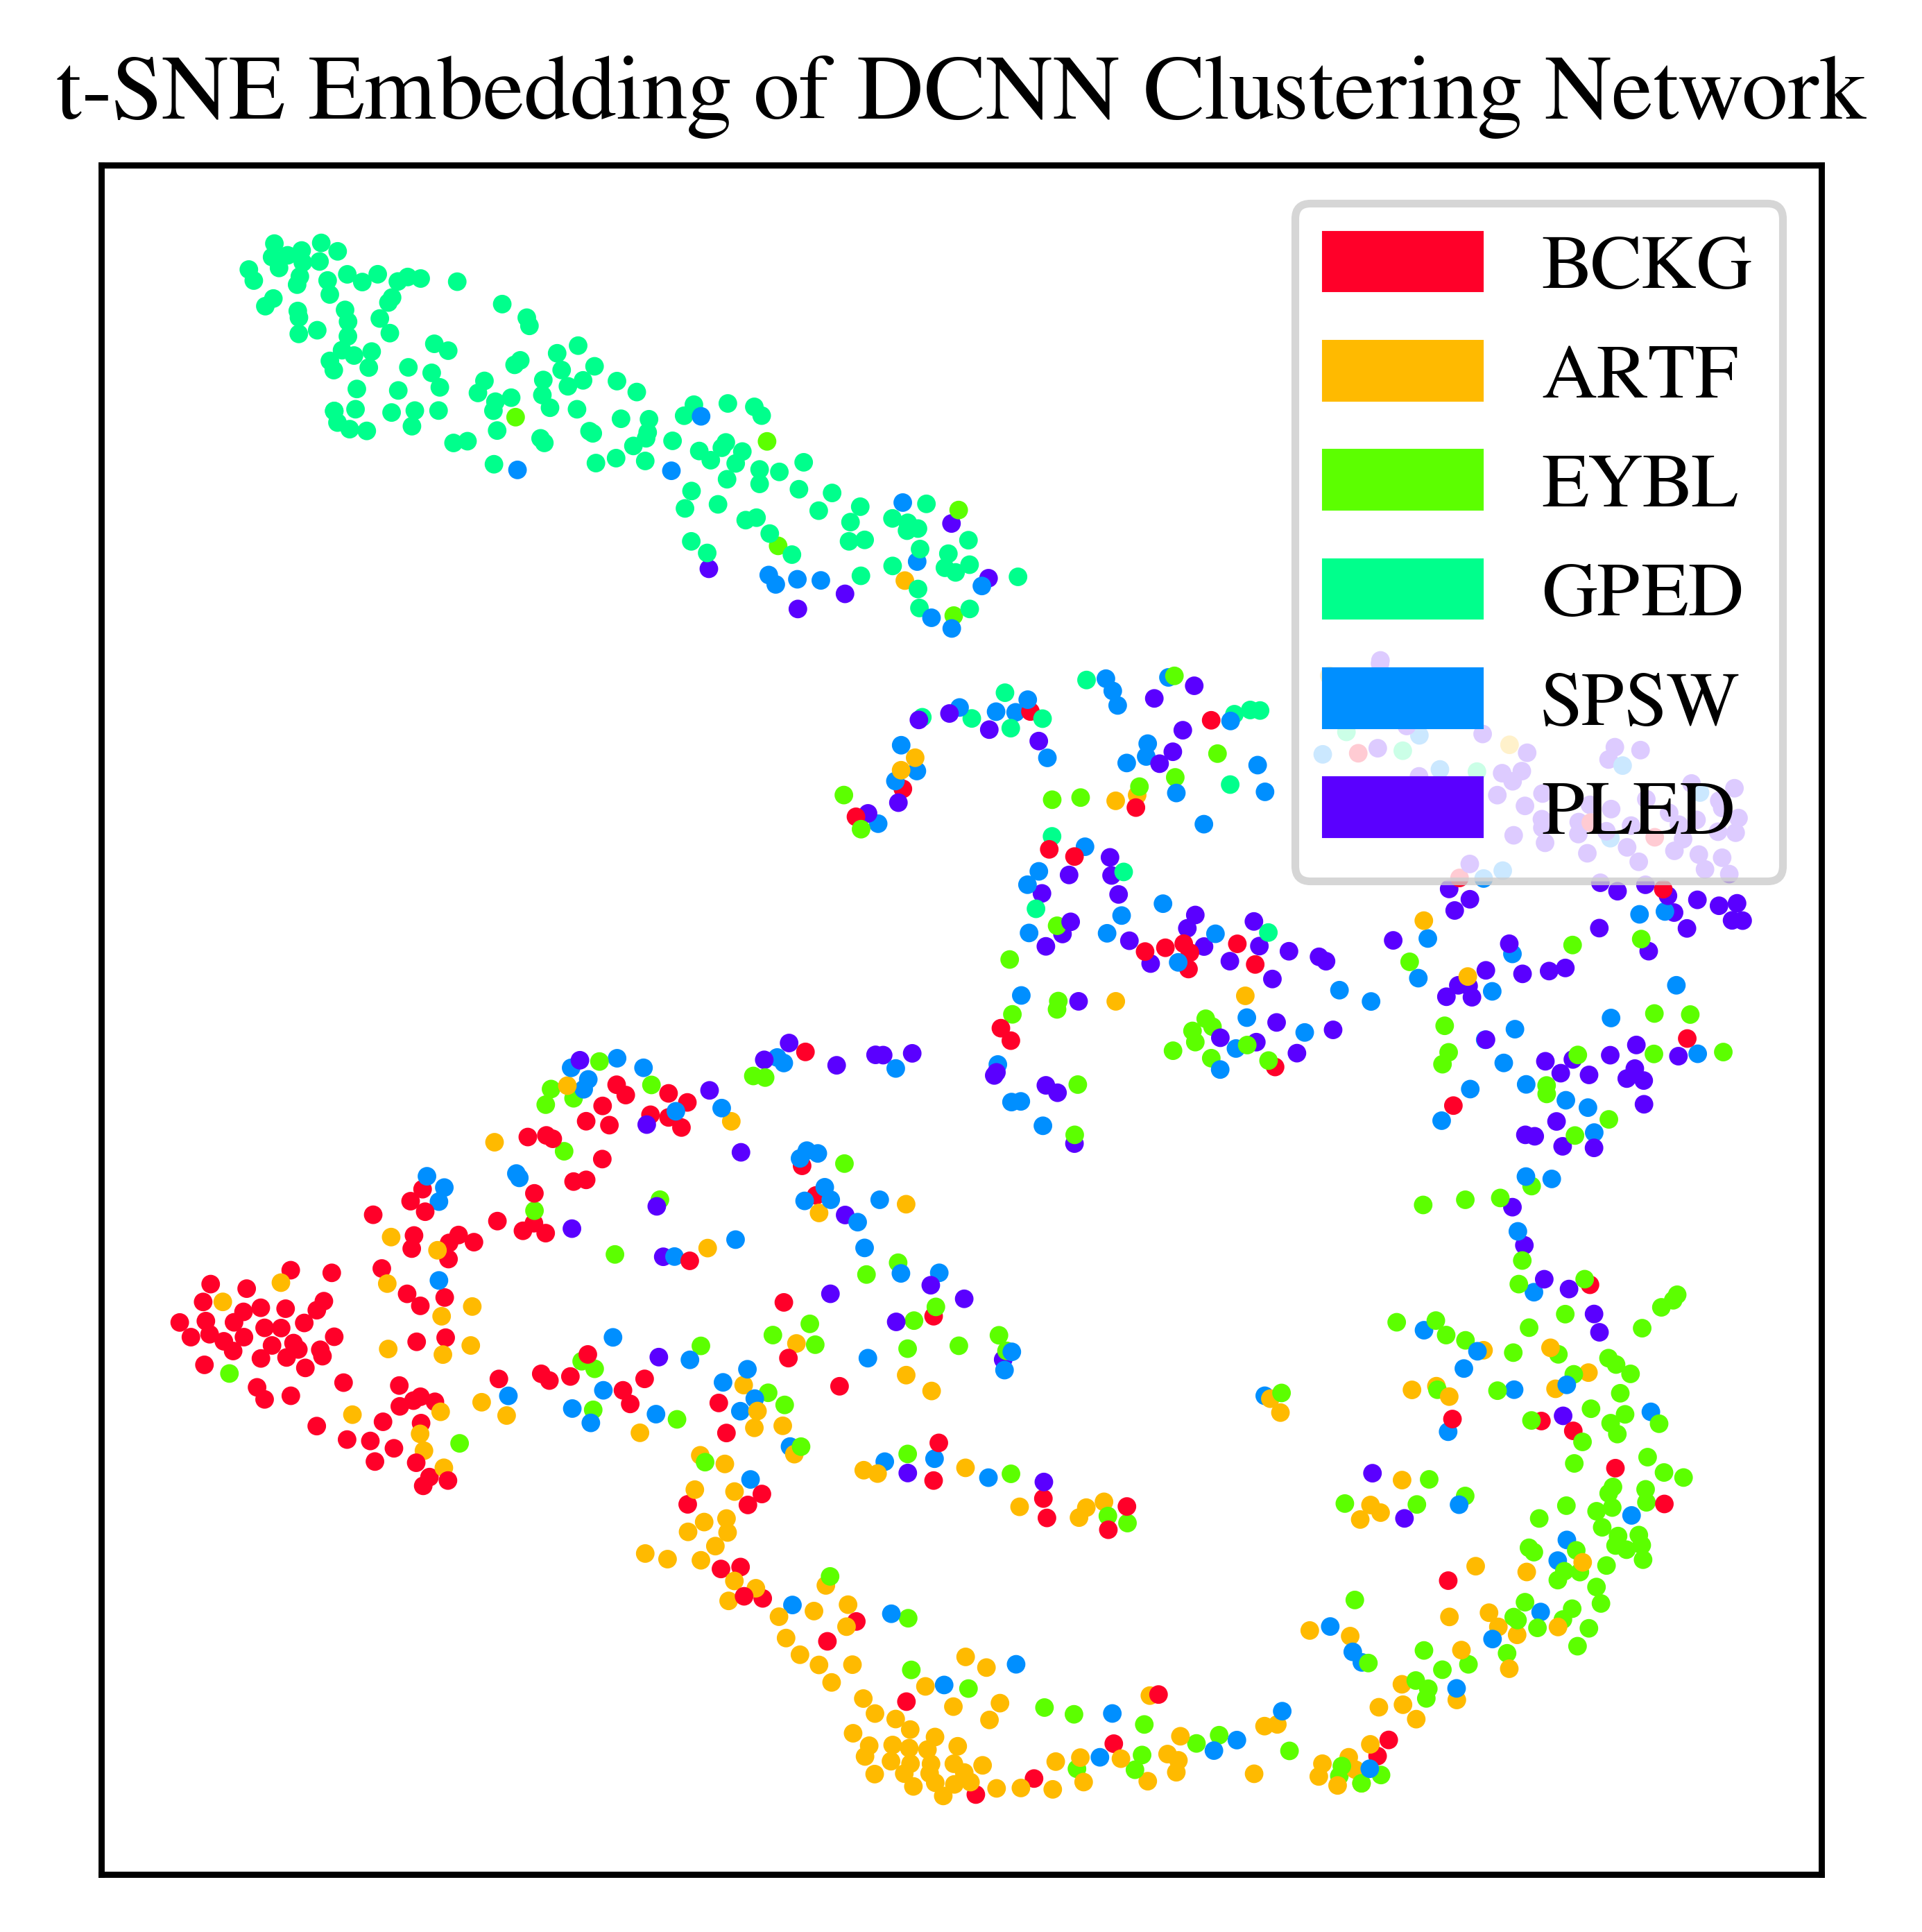 t-SNE Embedding of DCNN Clustering Network
BCKG
ARTF
EYBL
GPED
SPSW
PLED